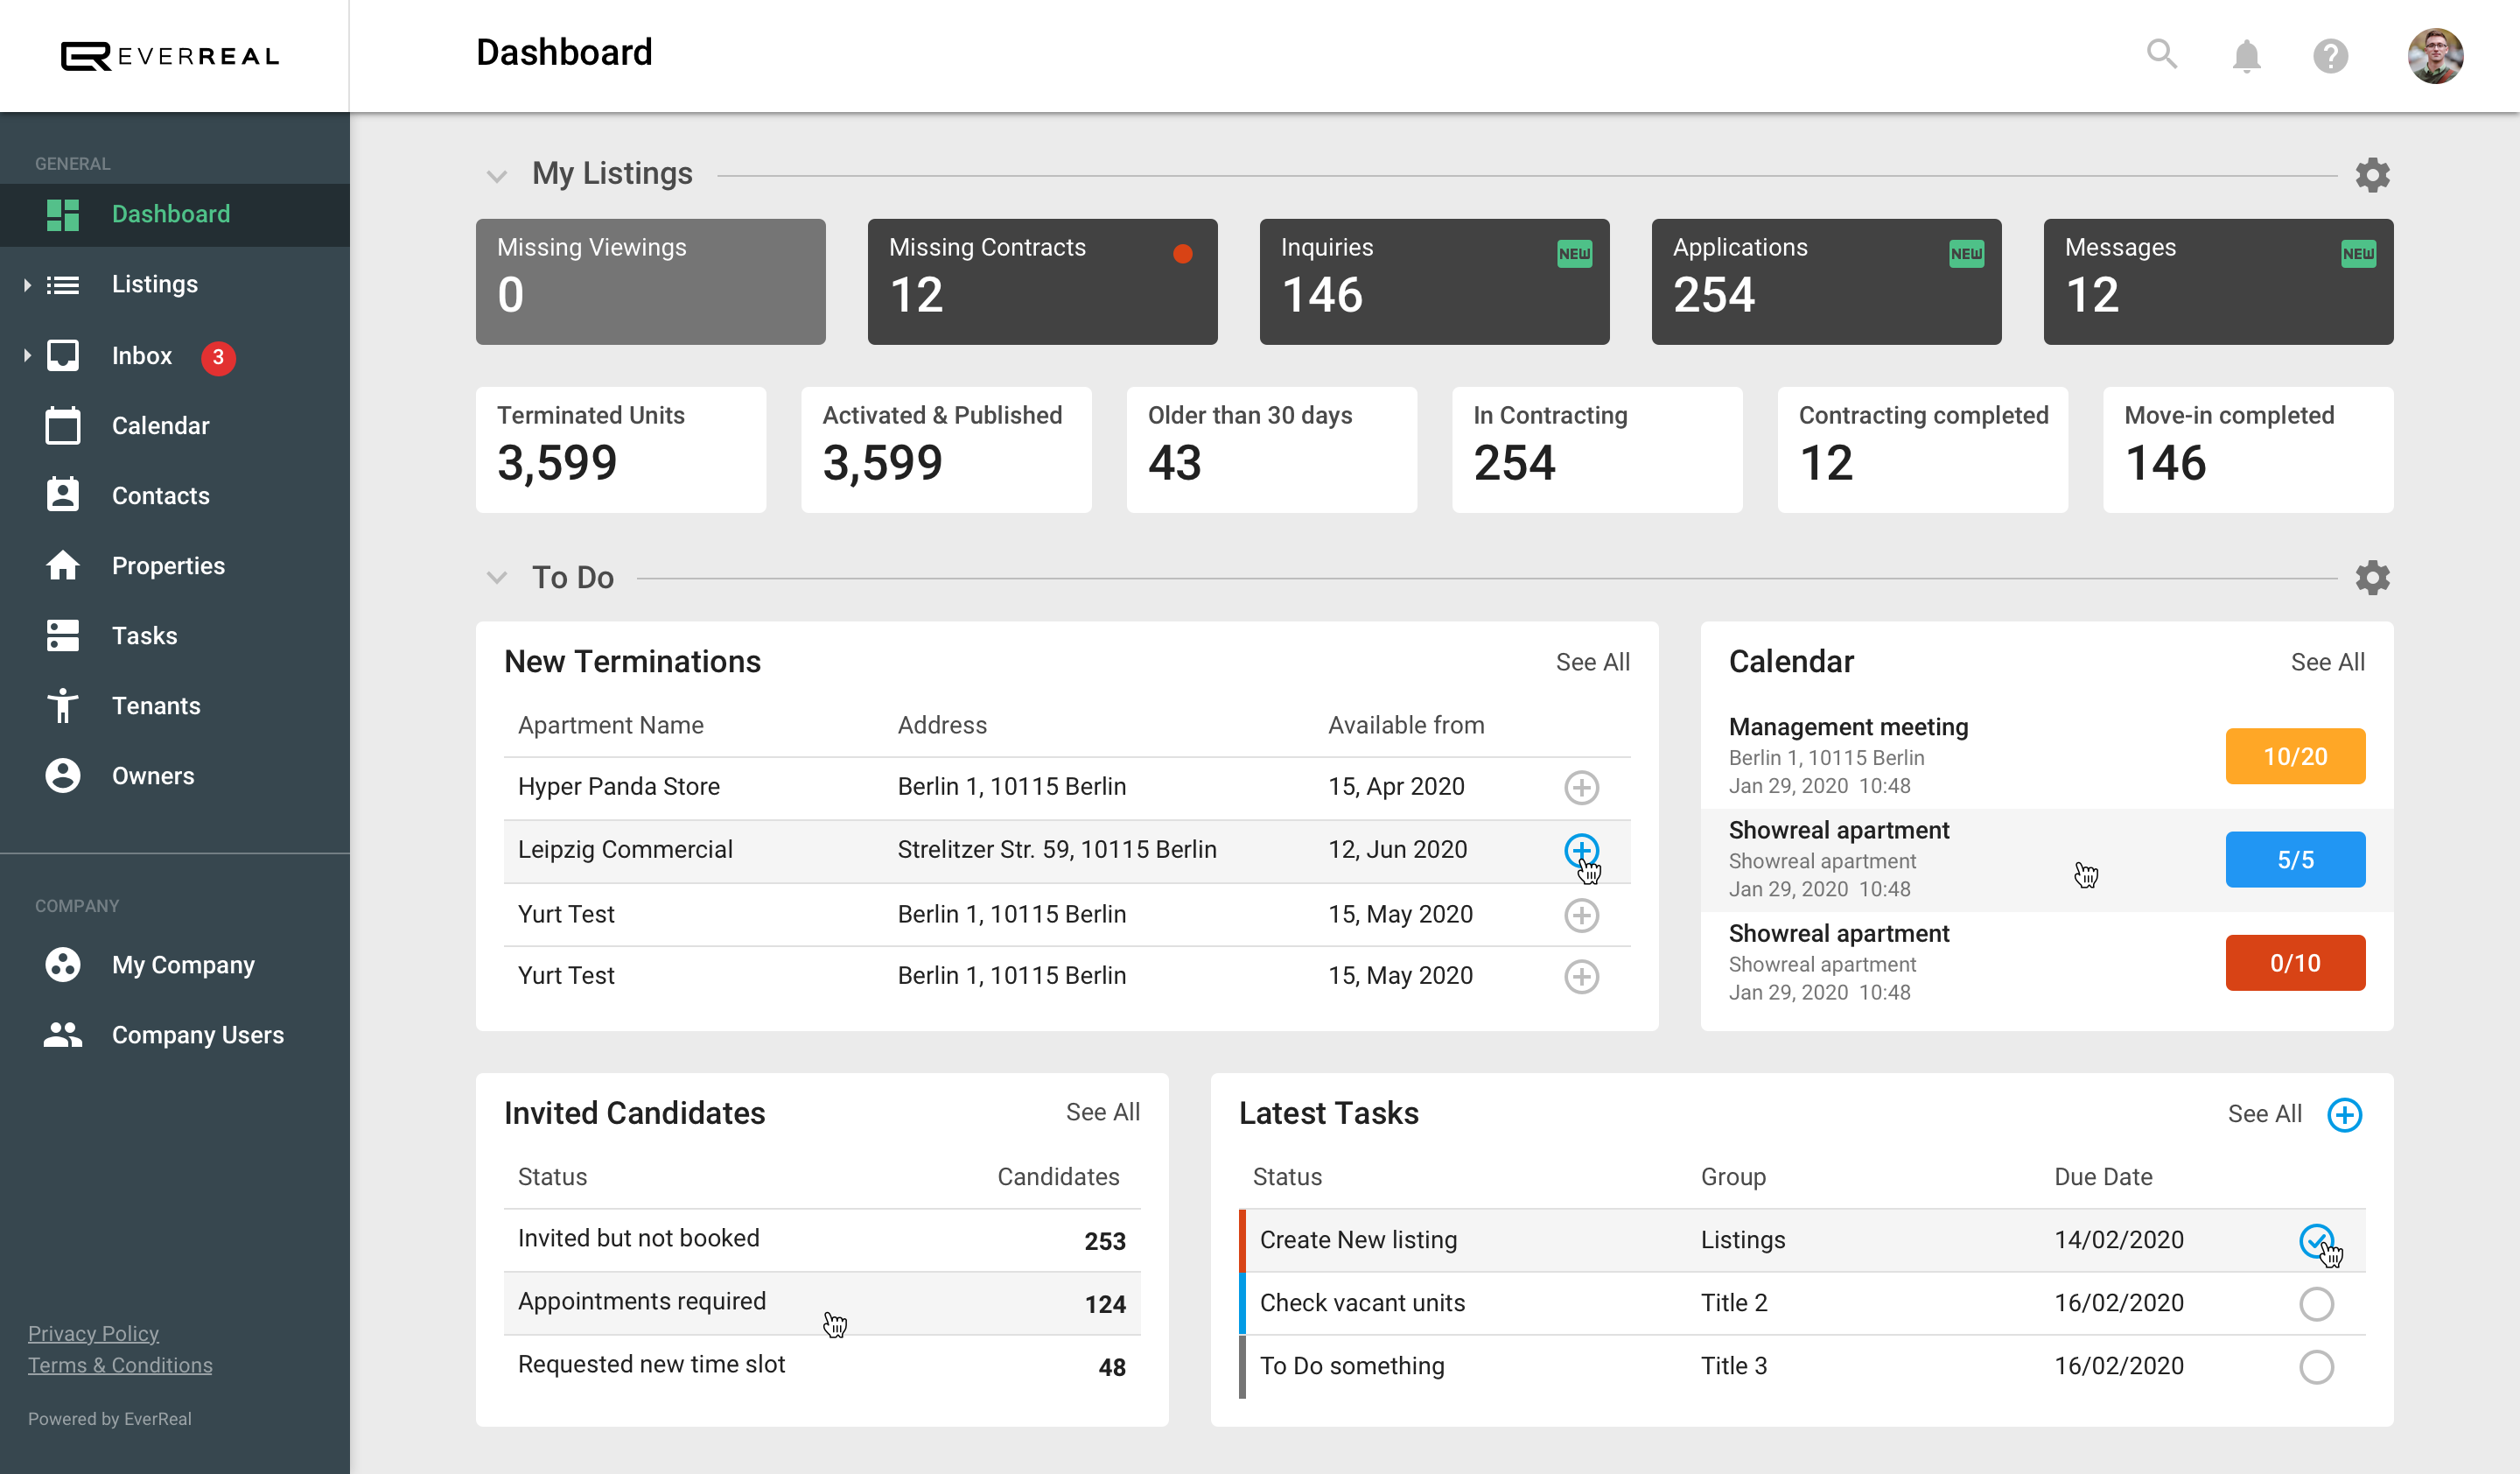 EVERREAL
Dashboard
GENERAL
Dashboard
Listings
Inbox 3
Calendar
Contacts
Properties
Tasks
Tenants
Owners
COMPANY
My Company
Company Users
Privacy Policy
Terms & Conditions
Powered by EverReal
My Listings
Missing Viewings
0
Missing Contracts
12
Inquiries NEW
146
Applications NEW
254
Messages NEW
12
Terminated Units
3,599
Activated & Published
3,599
Older than 30 days
43
In Contracting
254
Contracting completed
12
Move-in completed
146
To Do
New Terminations See All
Apartment Name Address Available from
Hyper Panda Store Berlin 1, 10115 Berlin 15, Apr 2020
Leipzig Commercial Strelitzer Str. 59, 10115 Berlin 12, Jun 2020
Yurt Test Berlin 1, 10115 Berlin 15, May 2020
Yurt Test Berlin 1, 10115 Berlin 15, May 2020
Calendar See All
Management meeting
Berlin 1, 10115 Berlin
Jan 29, 2020 10:48
10/20
Showreal apartment
Showreal apartment
Jan 29, 2020 10:48
5/5
Showreal apartment
Showreal apartment
Jan 29, 2020 10:48
0/10
Invited Candidates See All
Status Candidates
Invited but not booked 253
Appointments required 124
Requested new time slot 48
Latest Tasks See All
Status Group Due Date
Create New listing Listings 14/02/2020
Check vacant units Title 2 16/02/2020
To Do something Title 3 16/02/2020